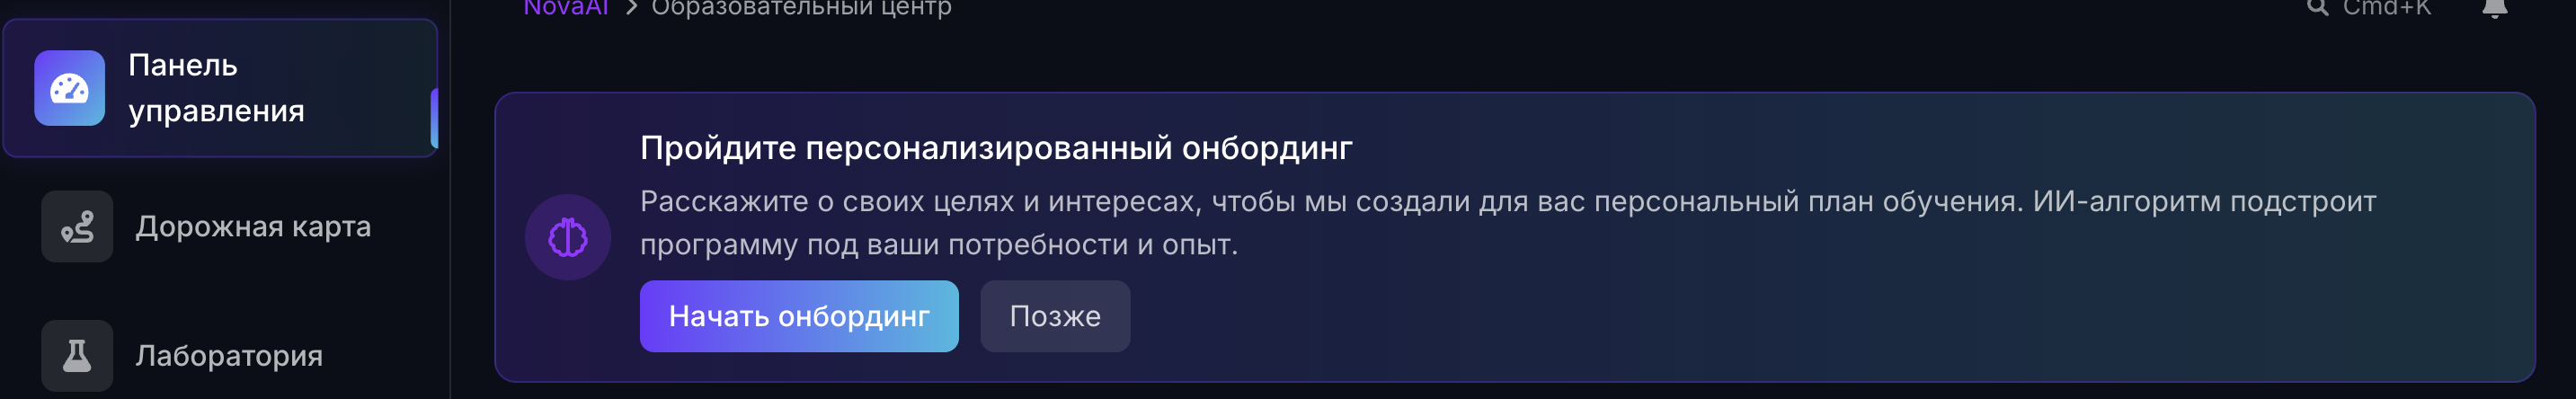 NovaAI > Образовательный центр
Cmd+K
Панель
управления
Дорожная карта
Лаборатория
Пройдите персонализированный онбординг
Расскажите о своих целях и интересах, чтобы мы создали для вас персональный план обучения. ИИ-алгоритм подстроит
программу под ваши потребности и опыт.
Начать онбординг
Позже